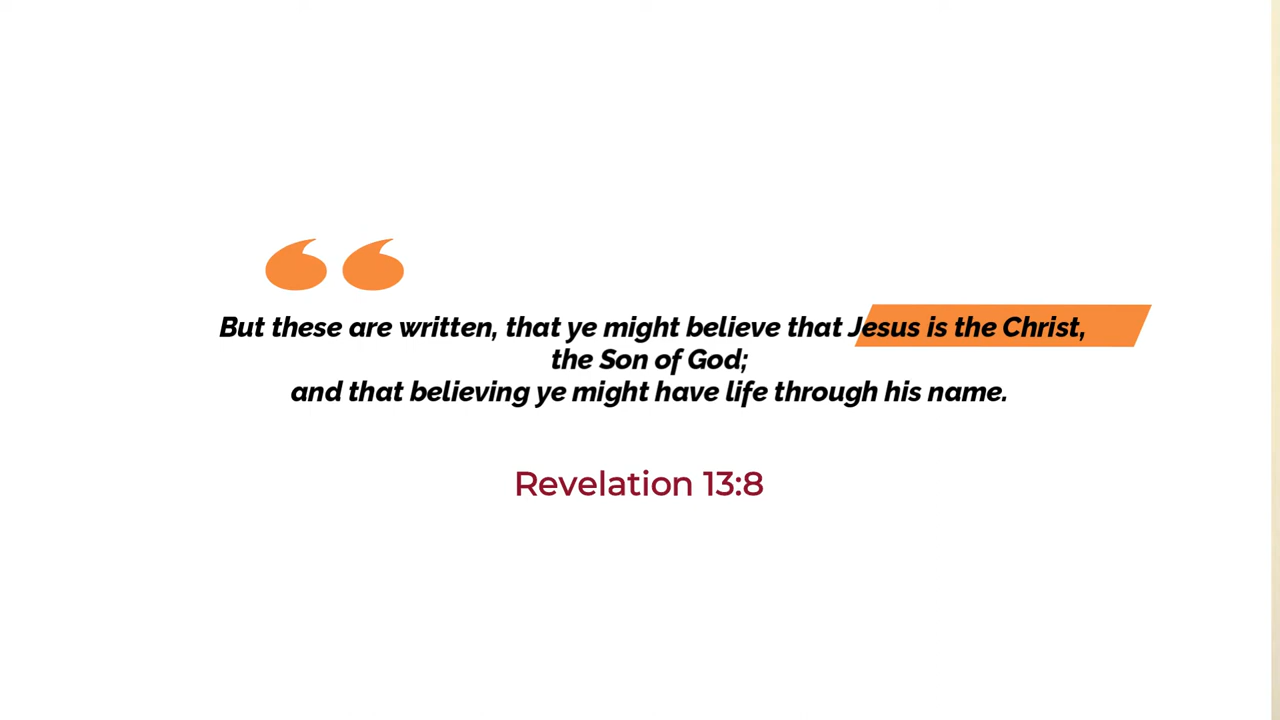 But these are written, that ye might believe that Jesus is the Christ,
the Son of God;
and that believing ye might have life through his name.
Revelation 13:8